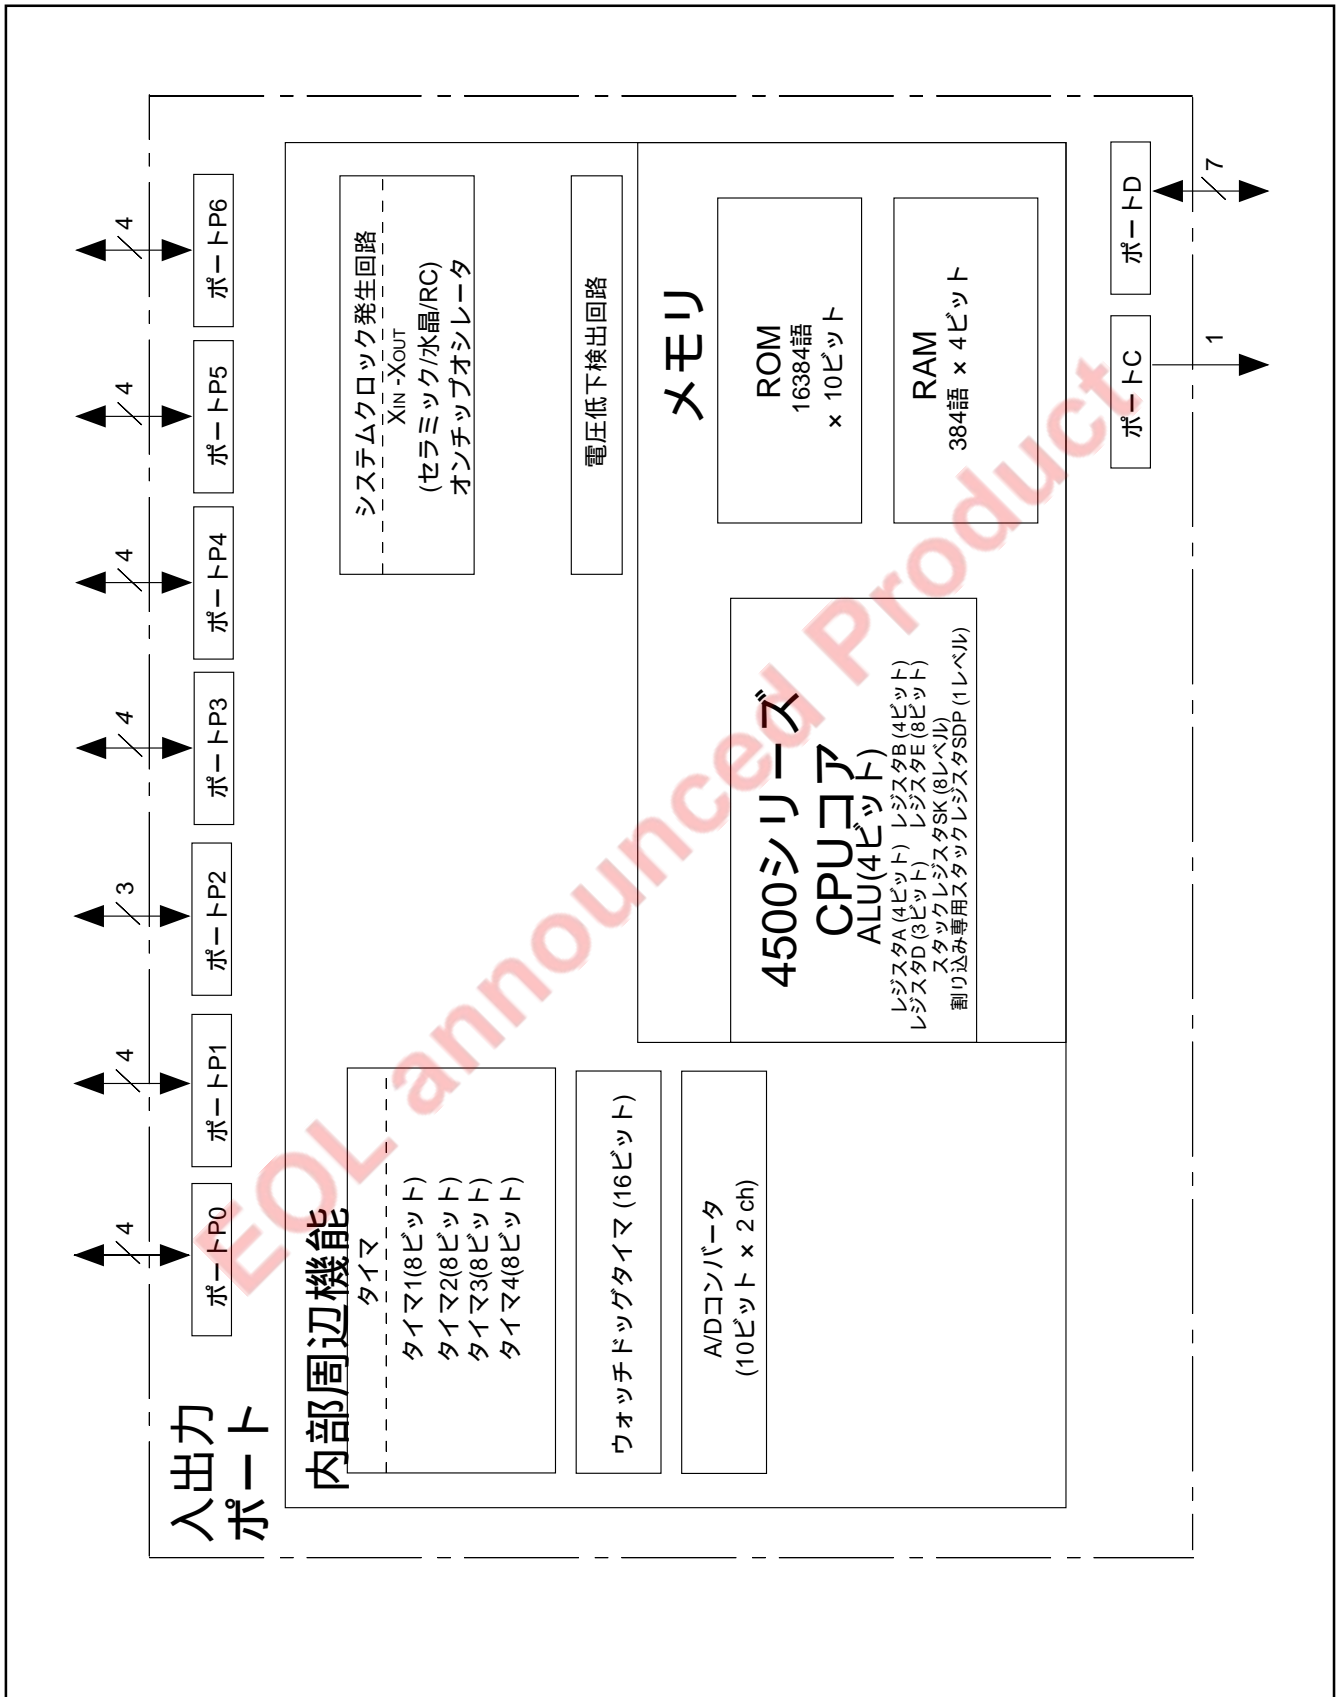 入出力
ポート
ポートP0
4
ポートP1
4
ポートP2
3
ポートP3
4
ポートP4
4
ポートP5
4
ポートP6
4
内部周辺機能
タイマ
タイマ1(8ビット)
タイマ2(8ビット)
タイマ3(8ビット)
タイマ4(8ビット)
ウォッチドッグタイマ (16ビット)
A/Dコンバータ
(10ビット × 2 ch)
システムクロック発生回路
XIN -XOUT
(セラミック/水晶/RC)
オンチップオシレータ
電圧低下検出回路
4500シリーズ
CPUコア
ALU(4ビット)
レジスタA (4ビット) レジスタB (4ビット)
レジスタD (3ビット) レジスタE (8ビット)
スタックレジスタSK (8レベル)
割り込み専用スタックレジスタSDP (1レベル)
メモリ
ROM
16384語
× 10ビット
RAM
384語 × 4ビット
ポートC
1
ポートD
7
EOL announced Product